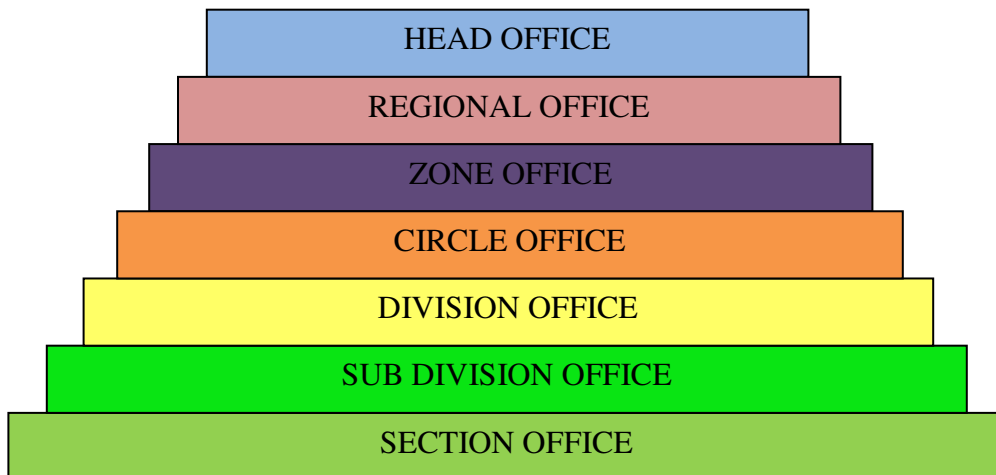 HEAD OFFICE
REGIONAL OFFICE
ZONE OFFICE
CIRCLE OFFICE
DIVISION OFFICE
SUB DIVISION OFFICE
SECTION OFFICE